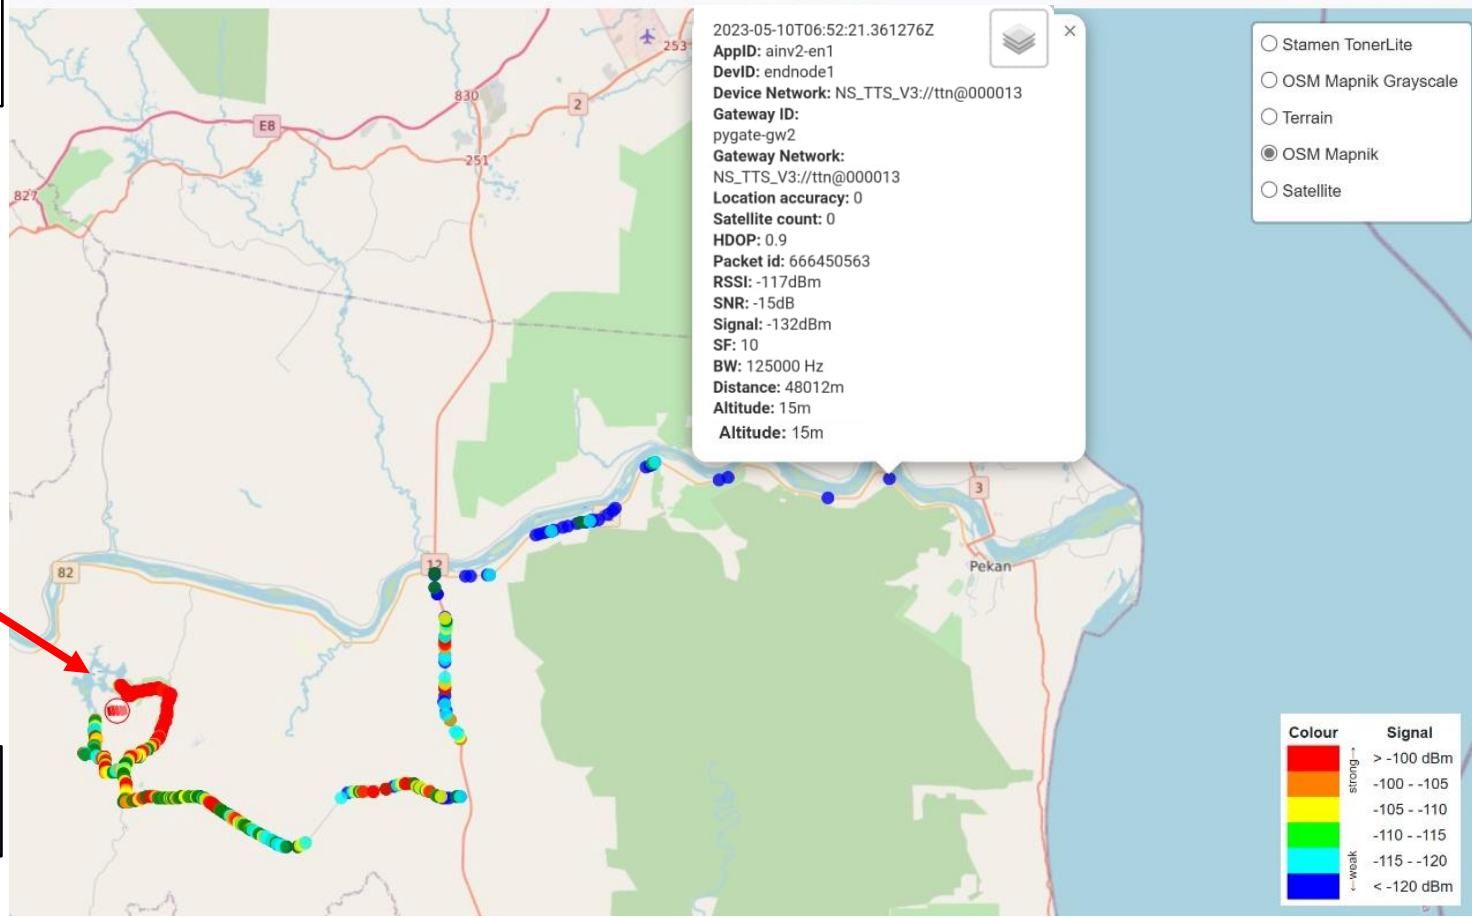 2023-05-10T06:52:21.361276Z
AppID: ainv2-en1
DevID: endnode1
Device Network: NS_TTS_V3://ttn@000013
Gateway ID:
pygate-gw2
Gateway Network:
NS_TTS_V3://ttn@000013
Location accuracy: 0
Satellite count: 0
HDOP: 0.9
Packet id: 666450563
RSSI: -117dBm
SNR: -15dB
Signal: -132dBm
SF: 10
BW: 125000 Hz
Distance: 48012m
Altitude: 15m
Altitude: 15m
×
Stamen TonerLite
OSM Mapnik Grayscale
Terrain
OSM Mapnik
Satellite
253
830
2
E8
251
827
3
12
82
Pekan
Colour Signal
> -100 dBm
-100 - -105
-105 - -110
-110 - -115
-115 - -120
< -120 dBm
strong→
←weak